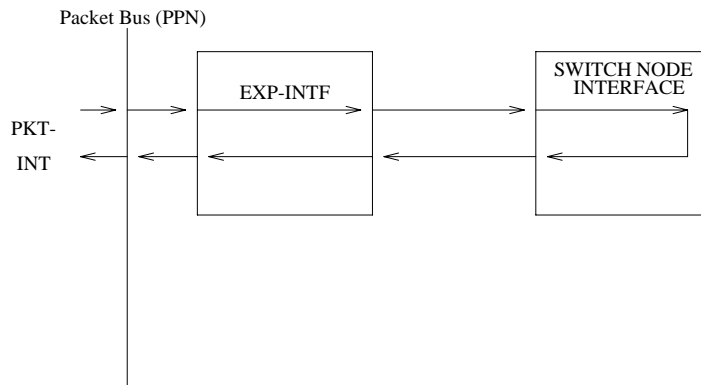 Packet Bus (PPN)
EXP-INTF
SWITCH NODE
INTERFACE
PKT-
INT